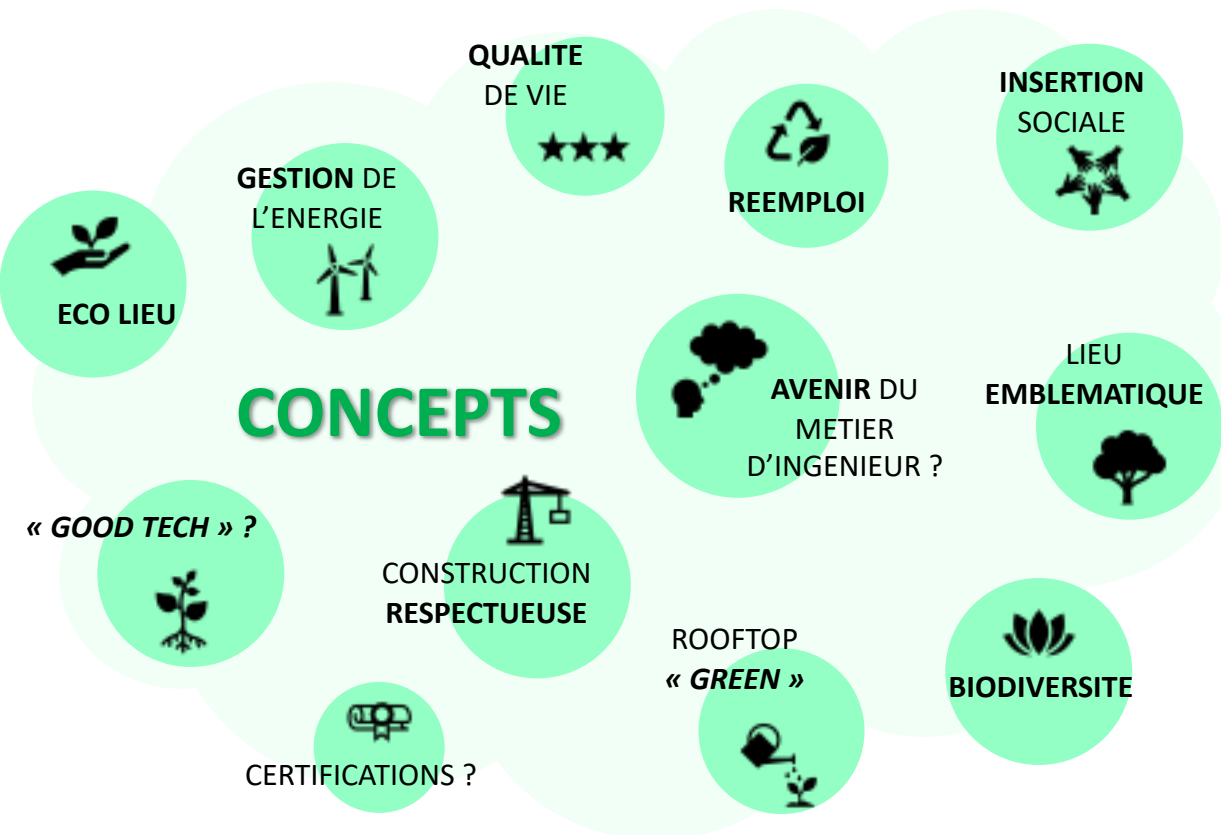 QUALITE
DE VIE
INSERTION
SOCIALE
REEMPLOI
GESTION DE
L’ENERGIE
ECO LIEU
CONCEPTS
AVENIR DU
METIER
D’INGENIEUR ?
LIEU
EMBLEMATIQUE
« GOOD TECH » ?
CONSTRUCTION
RESPECTUEUSE
ROOFTOP
« GREEN »
BIODIVERSITE
CERTIFICATIONS ?